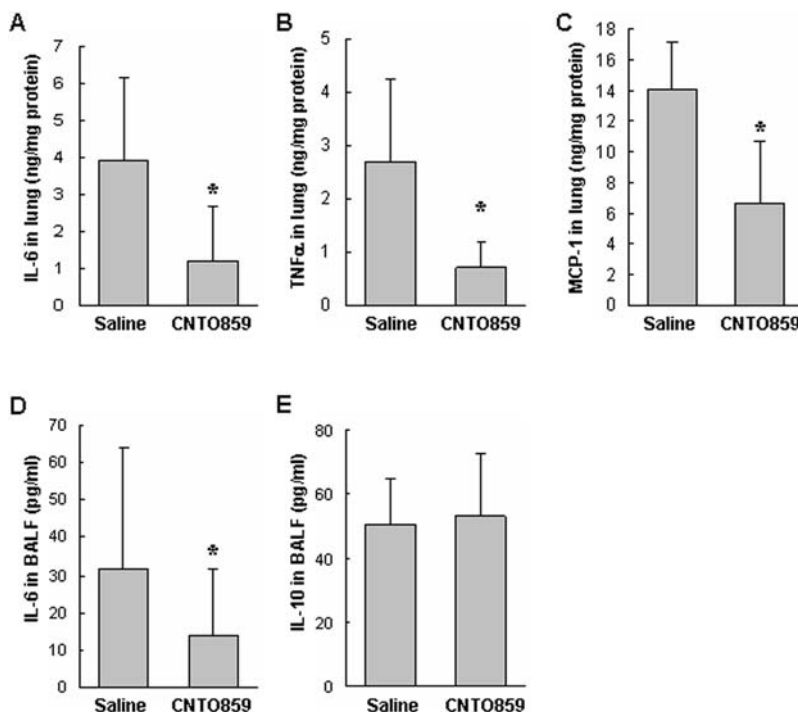 A
IL-6 in lung (ng/mg protein)
7
6
5
4
3
2
1
0
Saline CNTO859
*
B
TNFα in lung (ng/mg protein)
5
4
3
2
1
0
Saline CNTO859
*
C
MCP-1 in lung (ng/mg protein)
18
16
14
12
10
8
6
4
2
0
Saline CNTO859
*
D
IL-6 in BALF (pg/ml)
70
60
50
40
30
20
10
0
Saline CNTO859
*
E
IL-10 in BALF (pg/ml)
80
60
40
20
0
Saline CNTO859